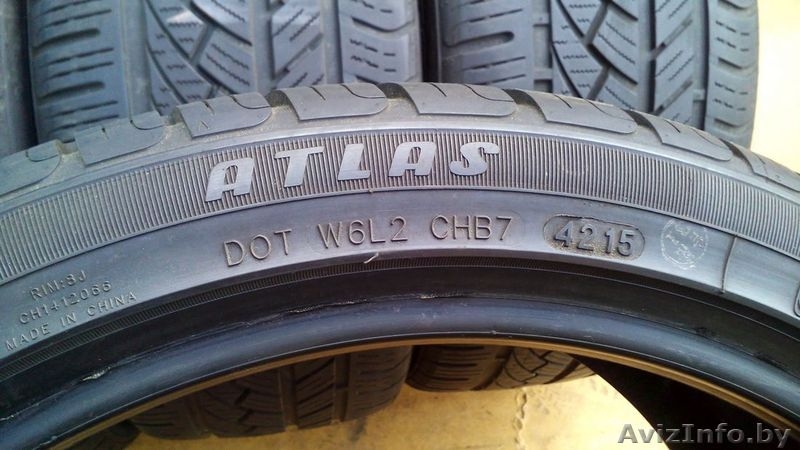 ATLAS
DOT W6L2 CHB7 4215
RIM:8J
CH1412066
MADE IN CHINA
AvizInfo.by